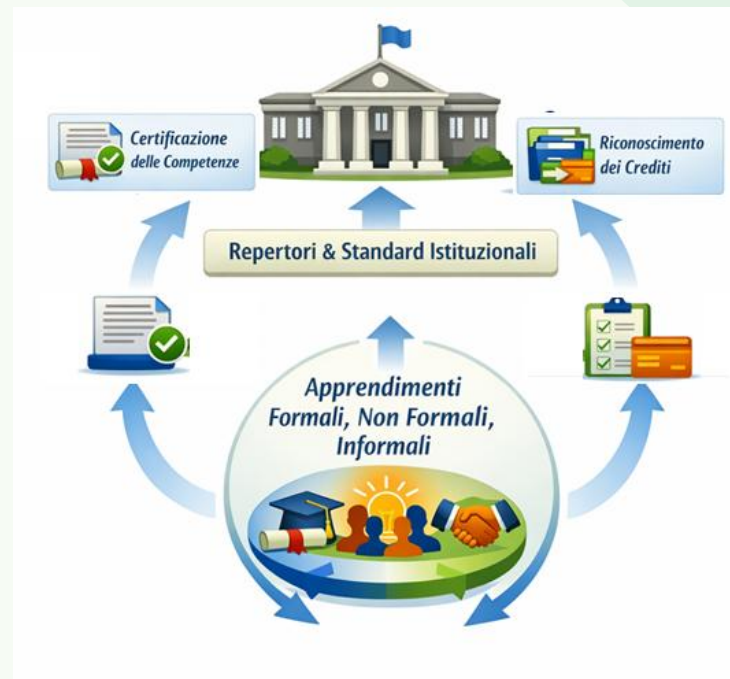 Certificazione
delle Competenze
Riconoscimento
dei Crediti
Repertori & Standard Istituzionali
Apprendimenti
Formali, Non Formali,
Informali